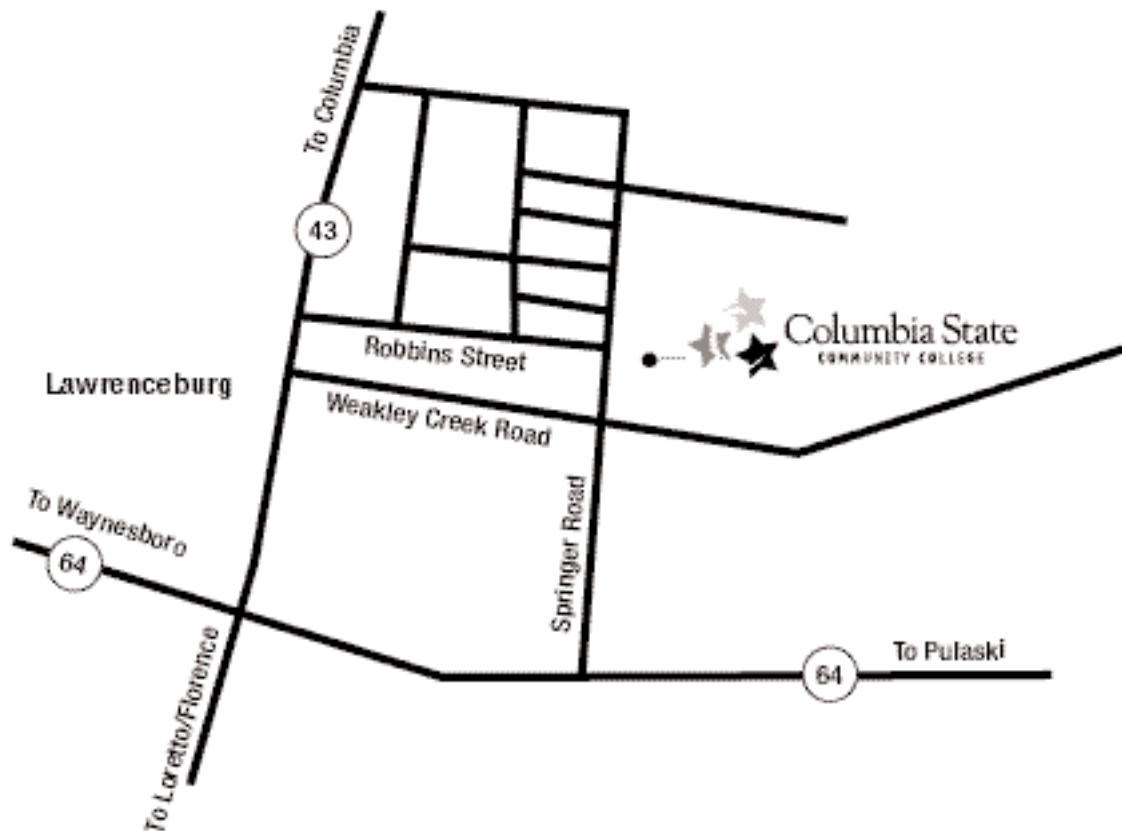 To Columbia
43
Columbia State
COMMUNITY COLLEGE
Robbins Street
Lawrenceburg
Weakley Creek Road
To Waynesboro
64
Springer Road
To Pulaski
64
To Loretto/Florence